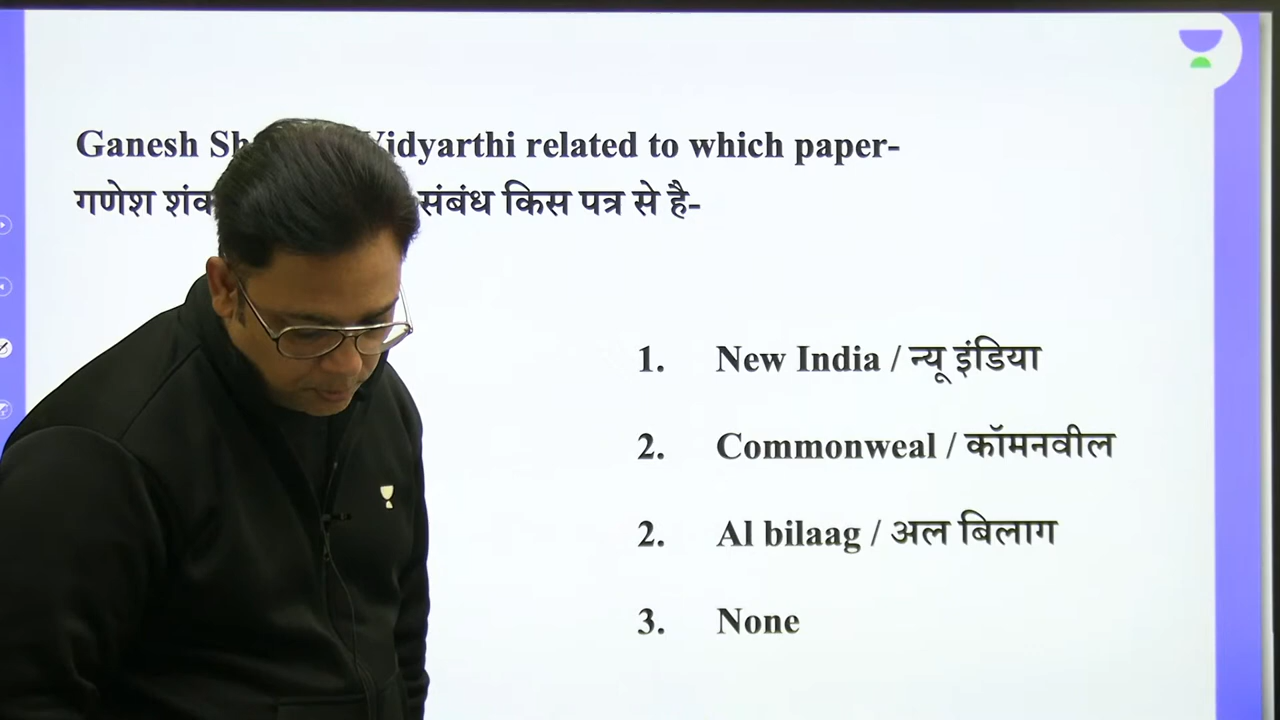 Ganesh Sh Vidyarthi related to which paper-
गणेश शंक संबंध किस पत्र से है-
1. New India / न्यू इंडिया
2. Commonweal / कॉमनवील
2. Al bilaag / अल बिलाग
3. None